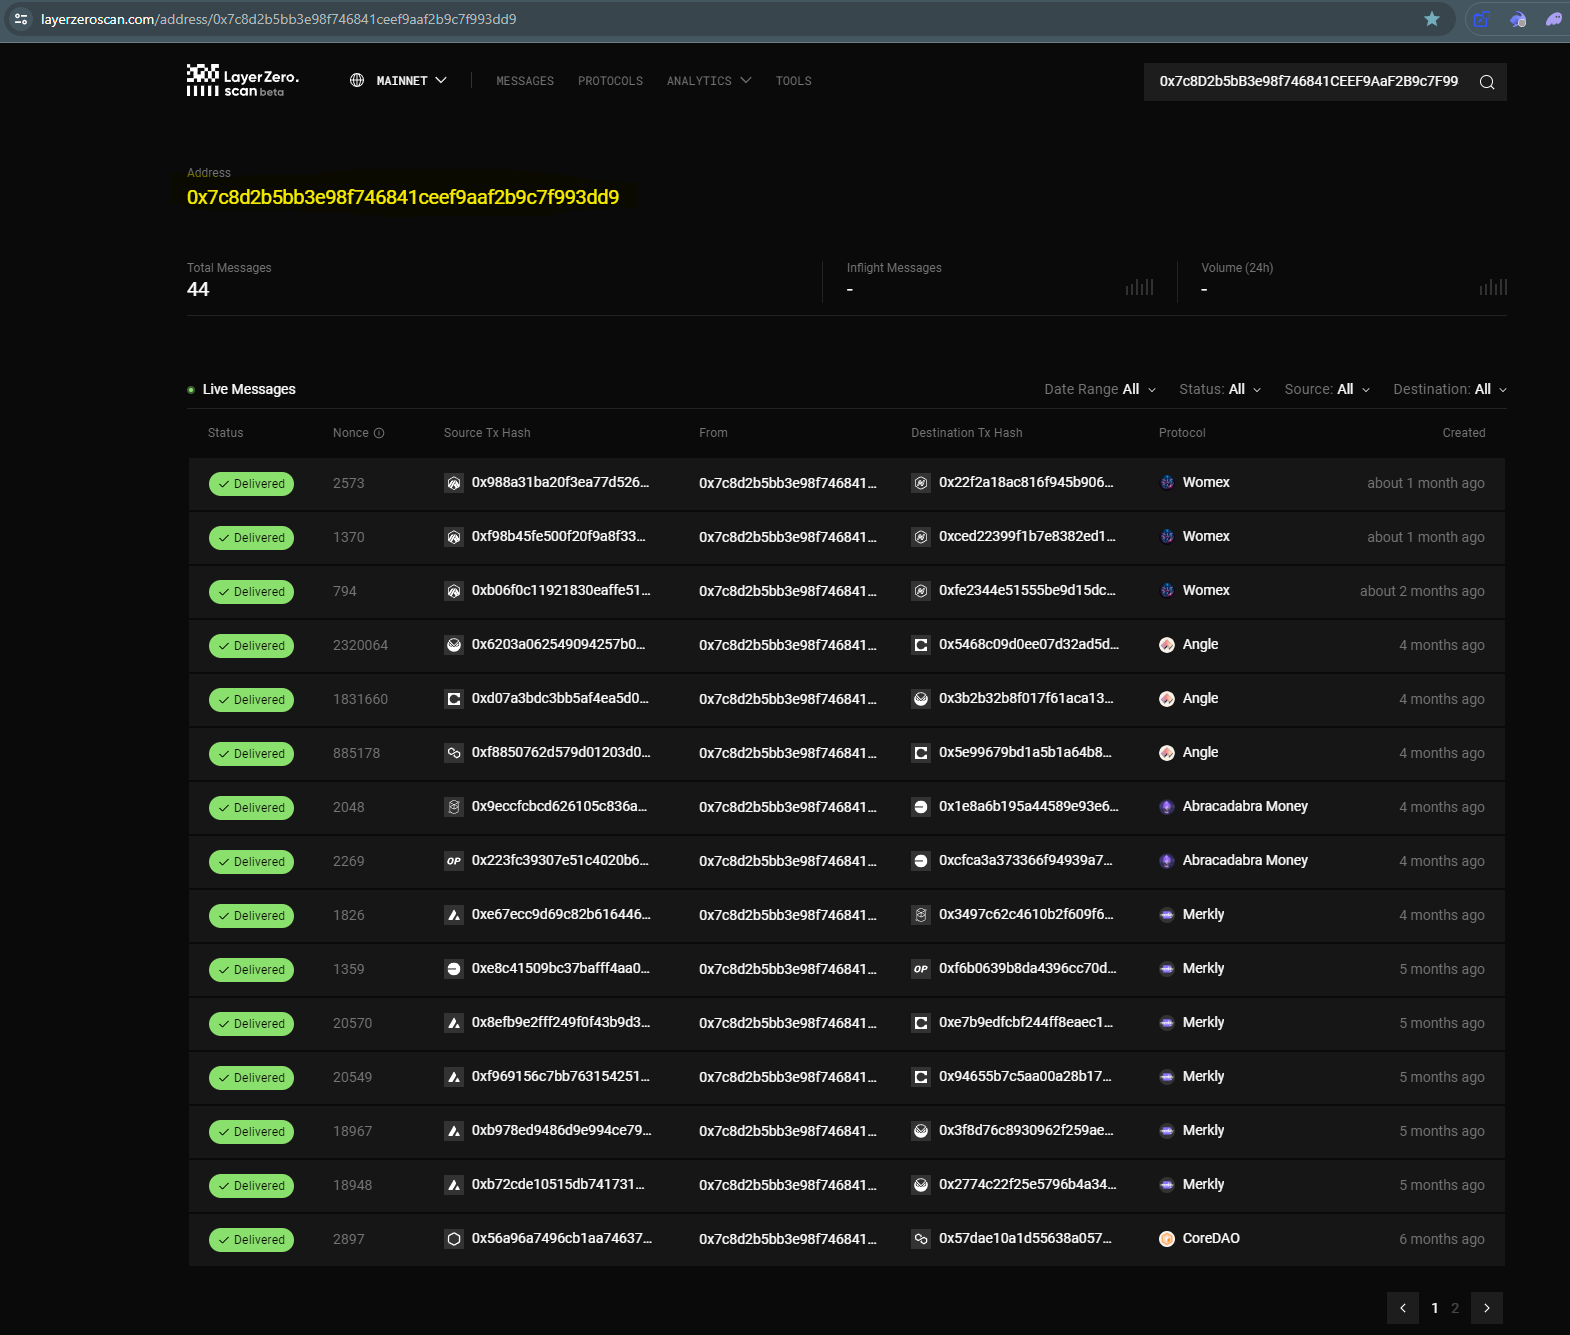 layerzeroscan.com/address/0x7c8d2b5bb3e98f746841ceef9aaf2b9c7f993dd9
LayerZero. scan beta MAINNET MESSAGES PROTOCOLS ANALYTICS TOOLS 0x7c8D2b5bB3e98f746841CEEF9AaF2B9c7F99
Address
0x7c8d2b5bb3e98f746841ceef9aaf2b9c7f993dd9
Total Messages Inflight Messages Volume (24h)
44 - -
Live Messages Date Range All Status: All Source: All Destination: All
Status Nonce Source Tx Hash From Destination Tx Hash Protocol Created
Delivered 2573 0x988a31ba20f3ea77d526... 0x7c8d2b5bb3e98f746841... 0x22f2a18ac816f945b906... Womex about 1 month ago
Delivered 1370 0xf98b45fe500f20f9a8f33... 0x7c8d2b5bb3e98f746841... 0xced22399f1b7e8382ed1... Womex about 1 month ago
Delivered 794 0xb06f0c11921830eaffe51... 0x7c8d2b5bb3e98f746841... 0xfe2344e51555be9d15dc... Womex about 2 months ago
Delivered 2320064 0x6203a062549094257b0... 0x7c8d2b5bb3e98f746841... 0x5468c09d0ee07d32ad5d... Angle 4 months ago
Delivered 1831660 0xd07a3bdc3bb5af4ea5d0... 0x7c8d2b5bb3e98f746841... 0x3b2b32b8f017f61aca13... Angle 4 months ago
Delivered 885178 0xf8850762d579d01203d0... 0x7c8d2b5bb3e98f746841... 0x5e99679bd1a5b1a64b8... Angle 4 months ago
Delivered 2048 0x9eccfcbcd626105c836a... 0x7c8d2b5bb3e98f746841... 0x1e8a6b195a44589e93e6... Abracadabra Money 4 months ago
Delivered 2269 OP 0x223fc39307e51c4020b6... 0x7c8d2b5bb3e98f746841... 0xcfca3a373366f94939a7... Abracadabra Money 4 months ago
Delivered 1826 0xe67ecc9d69c82b616446... 0x7c8d2b5bb3e98f746841... 0x3497c62c4610b2f609f6... Merkly 4 months ago
Delivered 1359 0xe8c41509bc37bafff4aa0... 0x7c8d2b5bb3e98f746841... OP 0xf6b0639b8da4396cc70d... Merkly 5 months ago
Delivered 20570 0x8efb9e2fff249f0f43b9d3... 0x7c8d2b5bb3e98f746841... 0xe7b9edfcbf244ff8eaec1... Merkly 5 months ago
Delivered 20549 0xf969156c7bb763154251... 0x7c8d2b5bb3e98f746841... 0x94655b7c5aa00a28b17... Merkly 5 months ago
Delivered 18967 0xb978ed9486d9e994ce79... 0x7c8d2b5bb3e98f746841... 0x3f8d76c8930962f259ae... Merkly 5 months ago
Delivered 18948 0xb72cde10515db741731... 0x7c8d2b5bb3e98f746841... 0x2774c22f25e5796b4a34... Merkly 5 months ago
Delivered 2897 0x56a96a7496cb1aa74637... 0x7c8d2b5bb3e98f746841... 0x57dae10a1d55638a057... CoreDAO 6 months ago
1 2